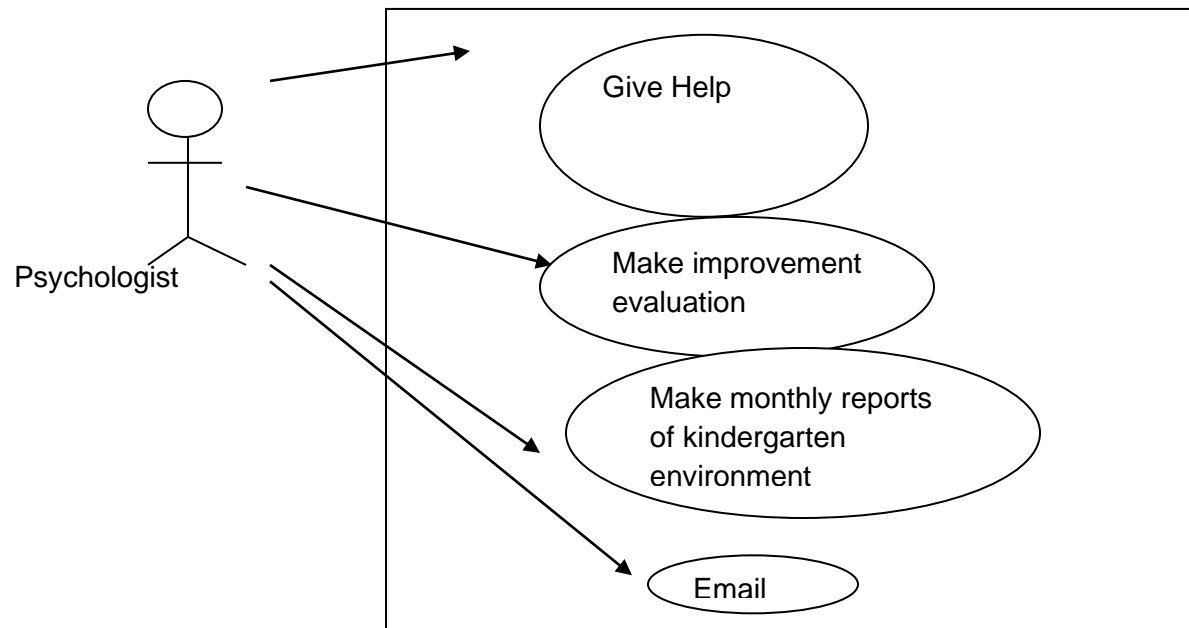 Give Help
Psychologist
Make improvement
evaluation
Make monthly reports
of kindergarten
environment
Email